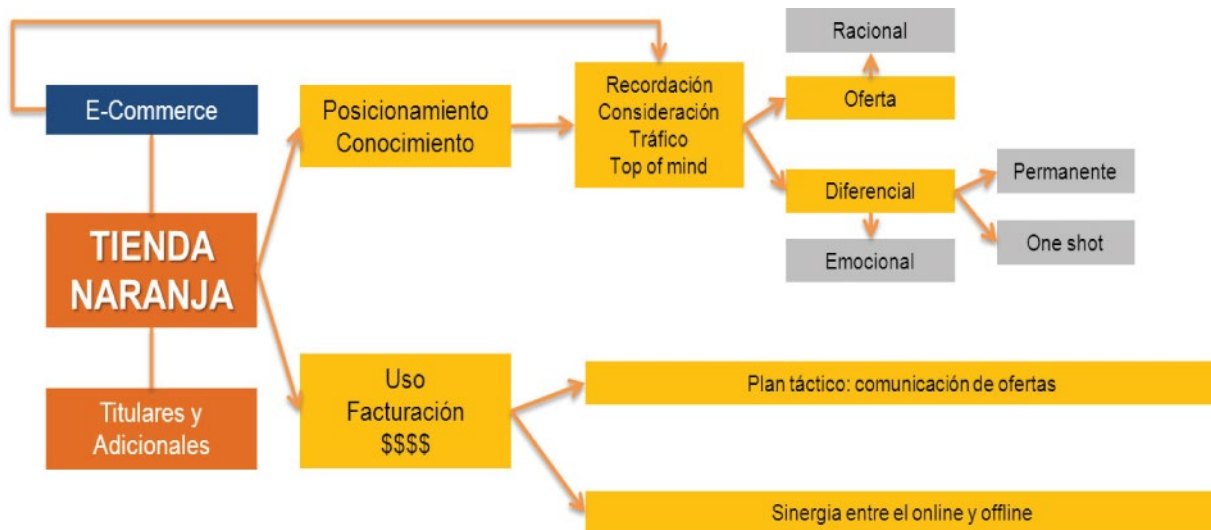 Racional
E-Commerce
Posicionamiento
Conocimiento
Recordación
Consideración
Tráfico
Top of mind
Oferta
Diferencial
Permanente
One shot
Emocional
TIENDA
NARANJA
Titulares y
Adicionales
Uso
Facturación
$$$$
Plan táctico: comunicación de ofertas
Sinergia entre el online y offline